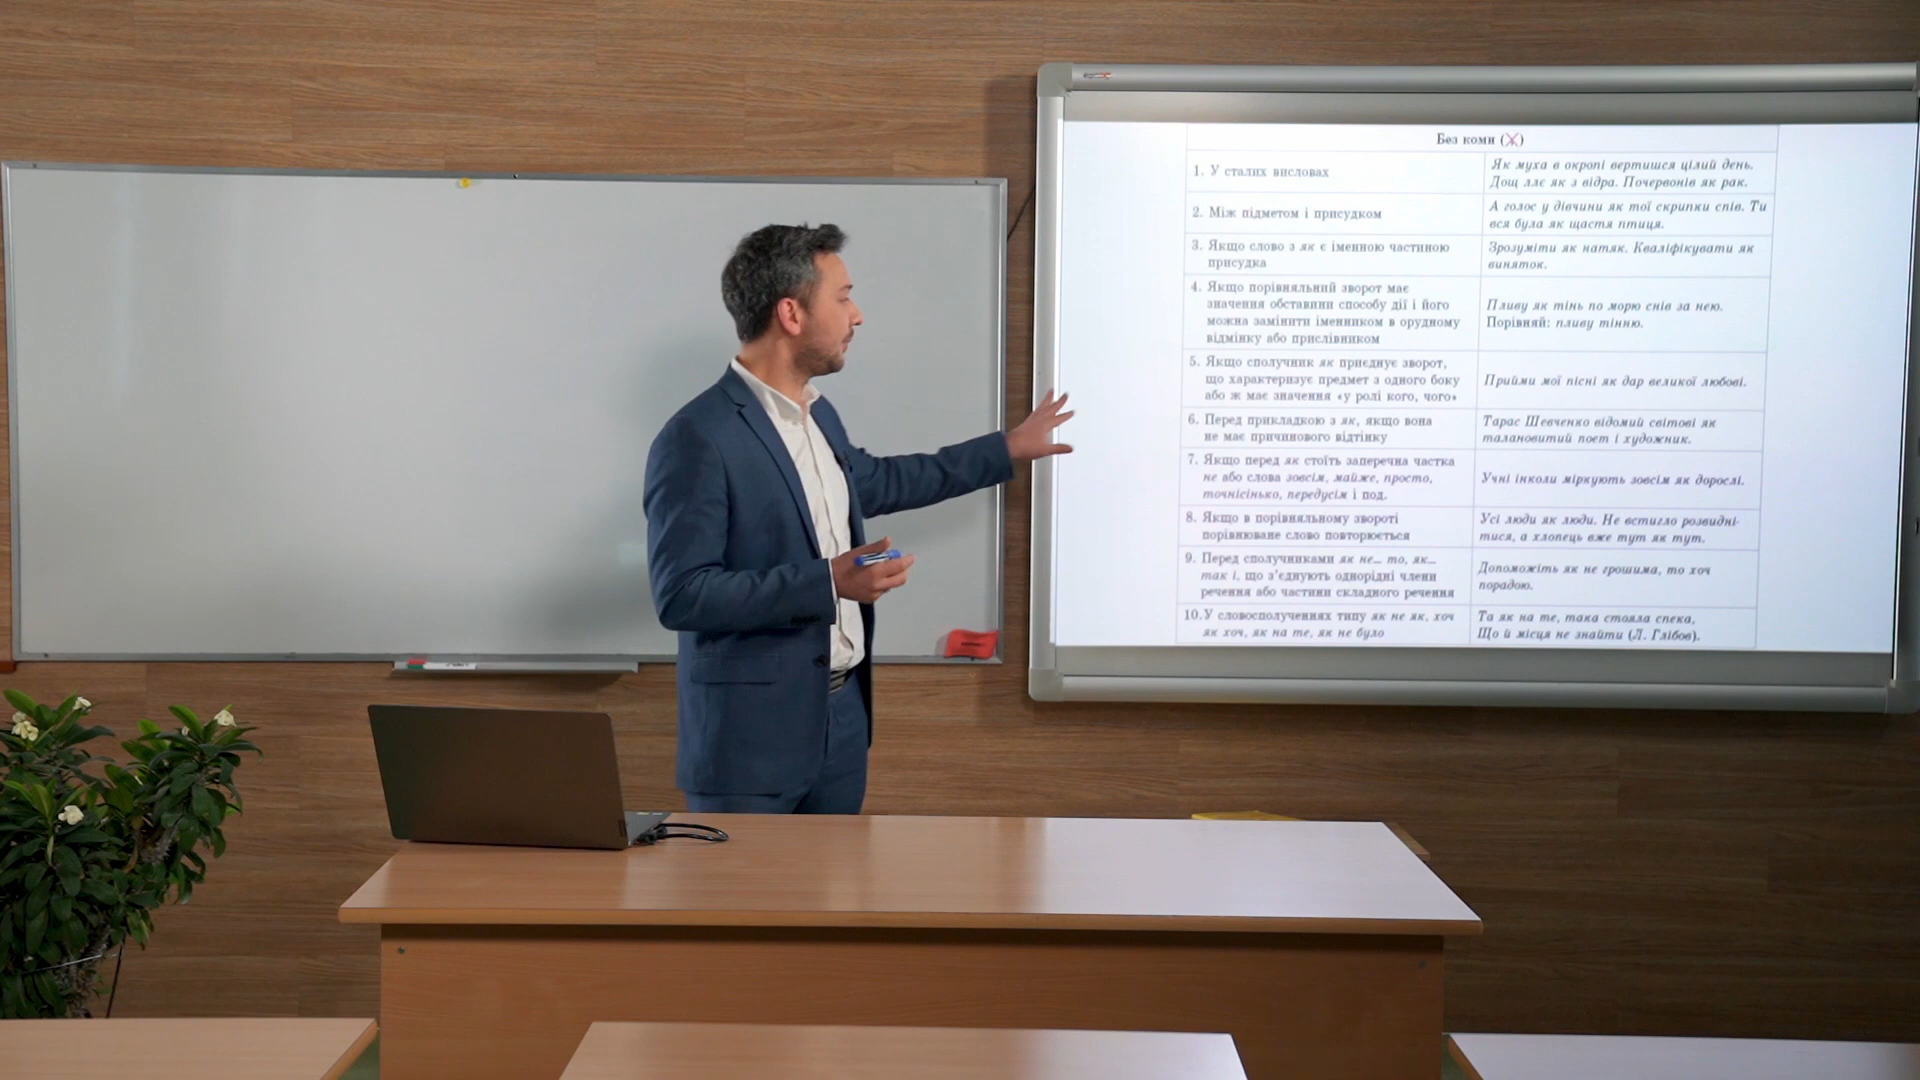 Без коми (X)
1. У сталих висловах
Як муха в окропі вертишся цілий день.
Дощ ллє як з відра. Почервонів як рак.
2. Між підметом і присудком
А голос у дівчини як тої скрипки спів. Ти
вся була як щастя птиця.
3. Якщо слово з як є іменною частиною
присудка
Зрозуміти як натяк. Кваліфікувати як
виняток.
4. Якщо порівняльний зворот має
значення обставини способу дії і його
можна замінити іменником в орудному
відмінку або прислівником
Пливу як тінь по морю снів за нею.
Порівняй: пливу тінню.
5. Якщо сполучник як приєднує зворот,
що характеризує предмет з одного боку
або ж має значення «у ролі кого, чого»
Прийми мої пісні як дар великої любові.
6. Перед прикладкою з як, якщо вона
не має причинового відтінку
Тарас Шевченко відомий світові як
талановитий поет і художник.
7. Якщо перед як стоїть заперечна частка
не або слова зовсім, майже, просто,
точнісінько, передусім і под.
Учні інколи міркують зовсім як дорослі.
8. Якщо в порівняльному звороті
порівнюване слово повторюється
Усі люди як люди. Не встигло розвидні-
тися, а хлопець вже тут як тут.
9. Перед сполучниками як не... то, як...
так і, що з’єднують однорідні члени
речення або частини складного речення
Допоможіть як не грошима, то хоч
порадою.
10. У словосполученнях типу як не як, хоч
як хоч, як на те, як не було
Та як на те, така стояла спека,
Що й місця не знайти (Л. Глібов).